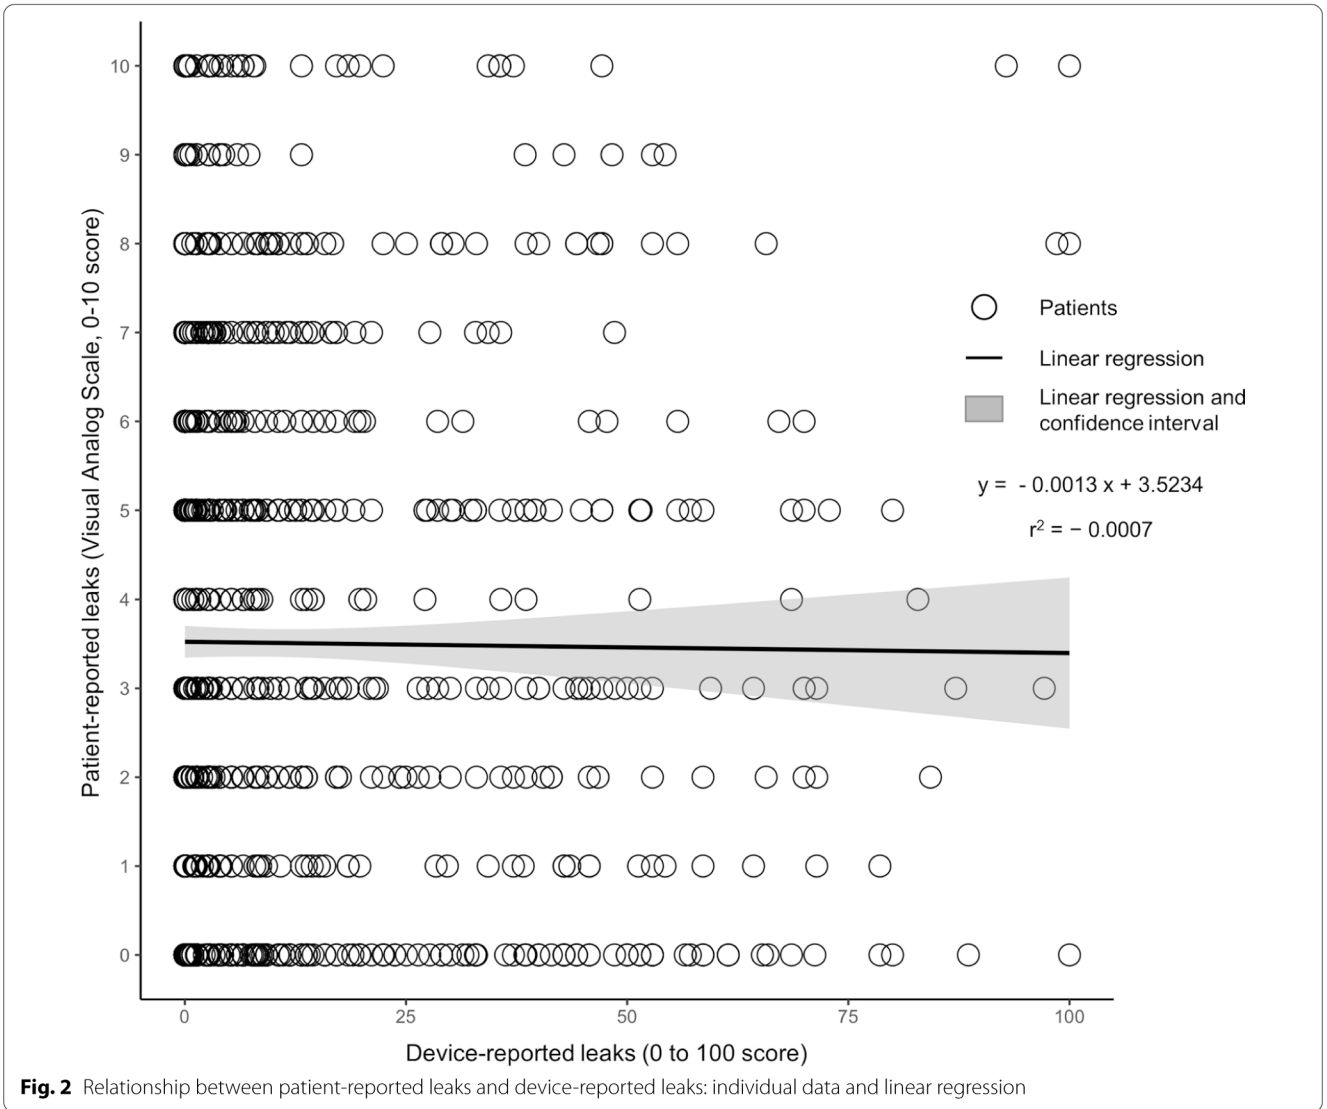 Patient-reported leaks (Visual Analog Scale, 0-10 score)
10
9
8
7
6
5
4
3
2
1
0
Patients
Linear regression
Linear regression and
confidence interval
y = - 0.0013 x + 3.5234
r² = − 0.0007
0 25 50 75 100
Device-reported leaks (0 to 100 score)
Fig. 2 Relationship between patient-reported leaks and device-reported leaks: individual data and linear regression